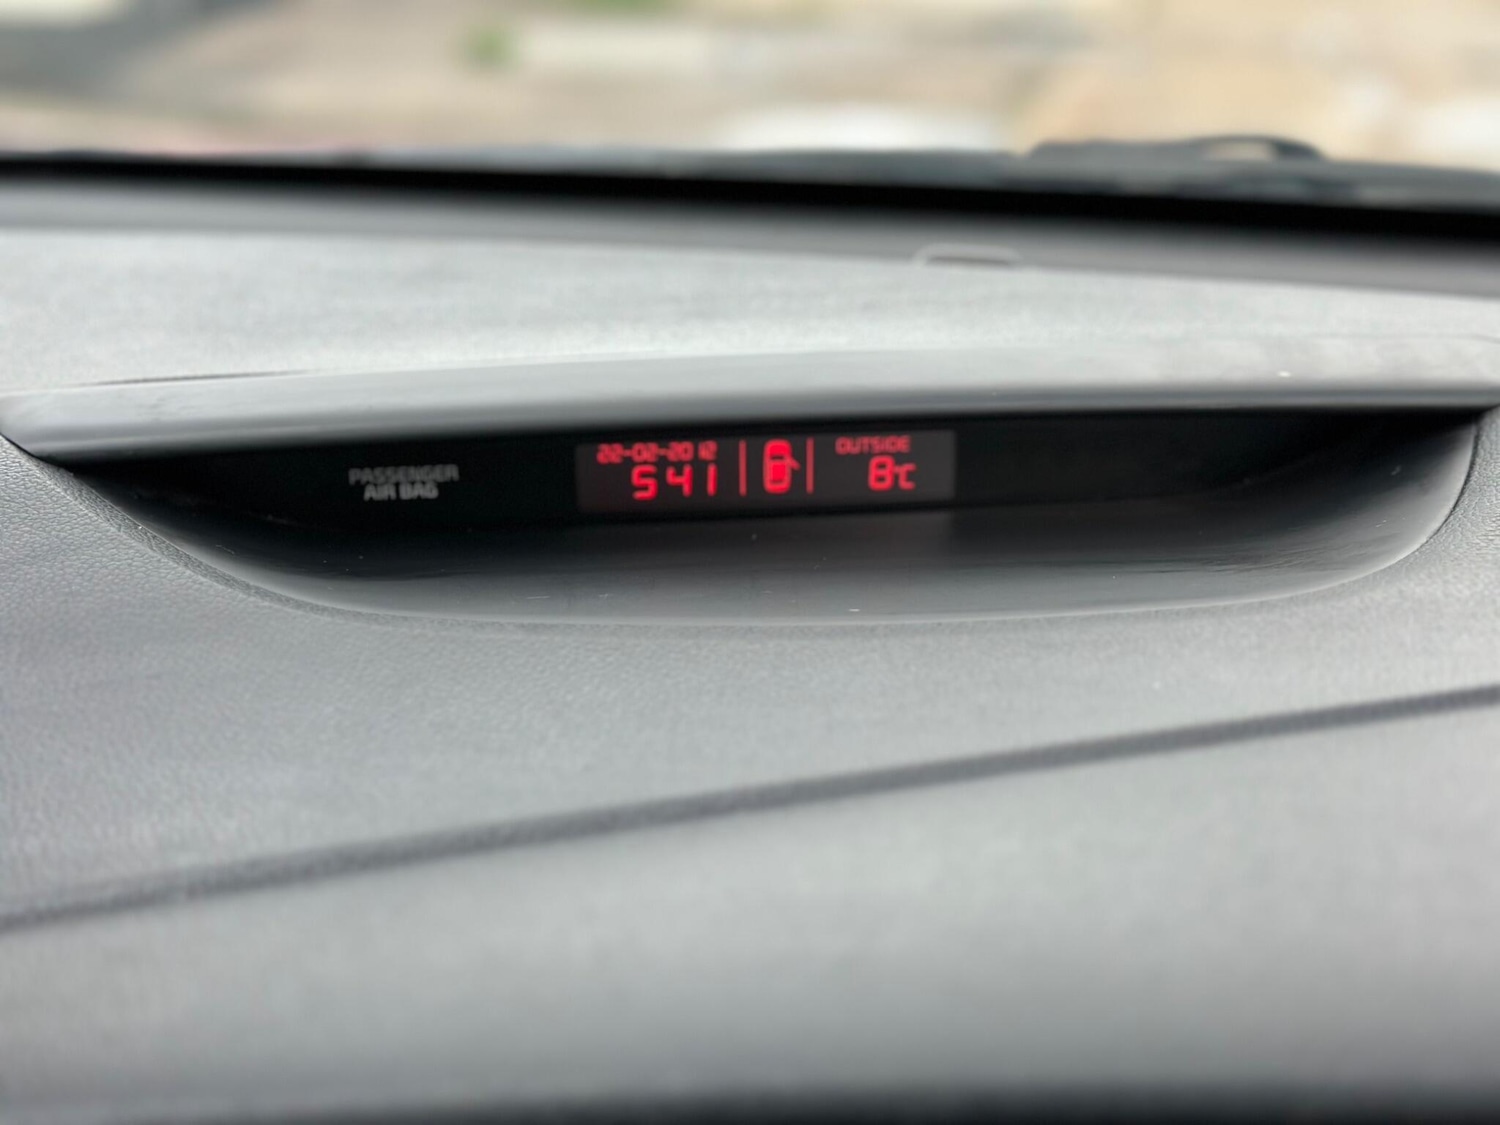 PASSENGER
AIR BAG
22-02-2012
5 41
OUTSIDE
8°c